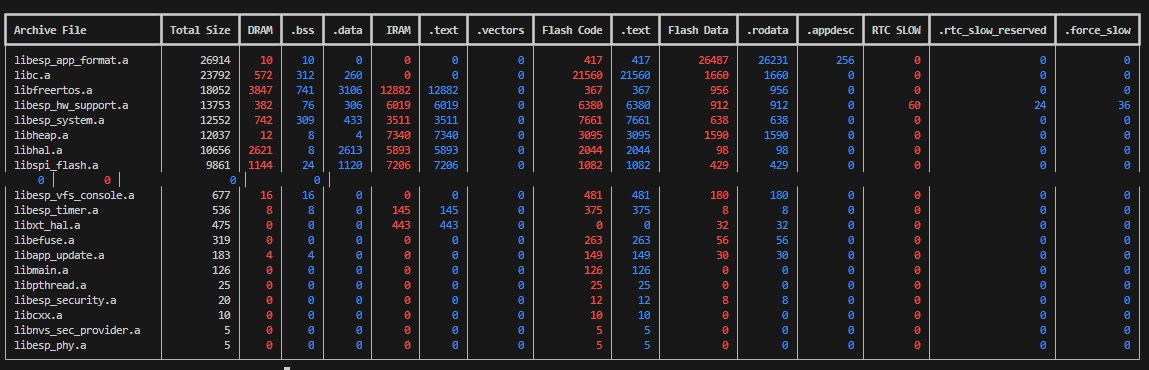 Archive File Total Size DRAM .bss .data IRAM .text .vectors Flash Code .text Flash Data .rodata .appdesc RTC SLOW .rtc_slow_reserved .force_slow
libesp_app_format.a 26914 10 10 0 0 0 0 417 417 26487 26231 256 0 0 0
libc.a 23792 572 312 260 0 0 0 21560 21560 1660 1660 0 0 0 0
libfreertos.a 18052 3847 741 3106 12882 12882 0 367 367 956 956 0 0 0 0
libesp_hw_support.a 13753 382 76 306 6019 6019 0 6380 6380 912 912 0 60 24 36
libesp_system.a 12552 742 309 433 3511 3511 0 7661 7661 638 638 0 0 0 0
libheap.a 12037 12 8 4 7340 7340 0 3095 3095 1590 1590 0 0 0 0
libhal.a 10656 2621 8 2613 5893 5893 0 2044 2044 98 98 0 0 0 0
libspi_flash.a 9861 1144 24 1120 7206 7206 0 1082 1082 429 429 0 0 0 0
0 0 0 0
libesp_vfs_console.a 677 16 16 0 0 0 0 481 481 180 180 0 0 0 0
libesp_timer.a 536 8 8 0 145 145 0 375 375 8 8 0 0 0 0
libxt_hal.a 475 0 0 0 443 443 0 0 0 32 32 0 0 0 0
libefuse.a 319 0 0 0 0 0 0 263 263 56 56 0 0 0 0
libapp_update.a 183 4 4 0 0 0 0 149 149 30 30 0 0 0 0
libmain.a 126 0 0 0 0 0 0 126 126 0 0 0 0 0 0
libpthread.a 25 0 0 0 0 0 0 25 25 0 0 0 0 0 0
libesp_security.a 20 0 0 0 0 0 0 12 12 8 8 0 0 0 0
libcxx.a 10 0 0 0 0 0 0 10 10 0 0 0 0 0 0
libnvs_sec_provider.a 5 0 0 0 0 0 0 5 5 0 0 0 0 0 0
libesp_phy.a 5 0 0 0 0 0 0 5 5 0 0 0 0 0 0